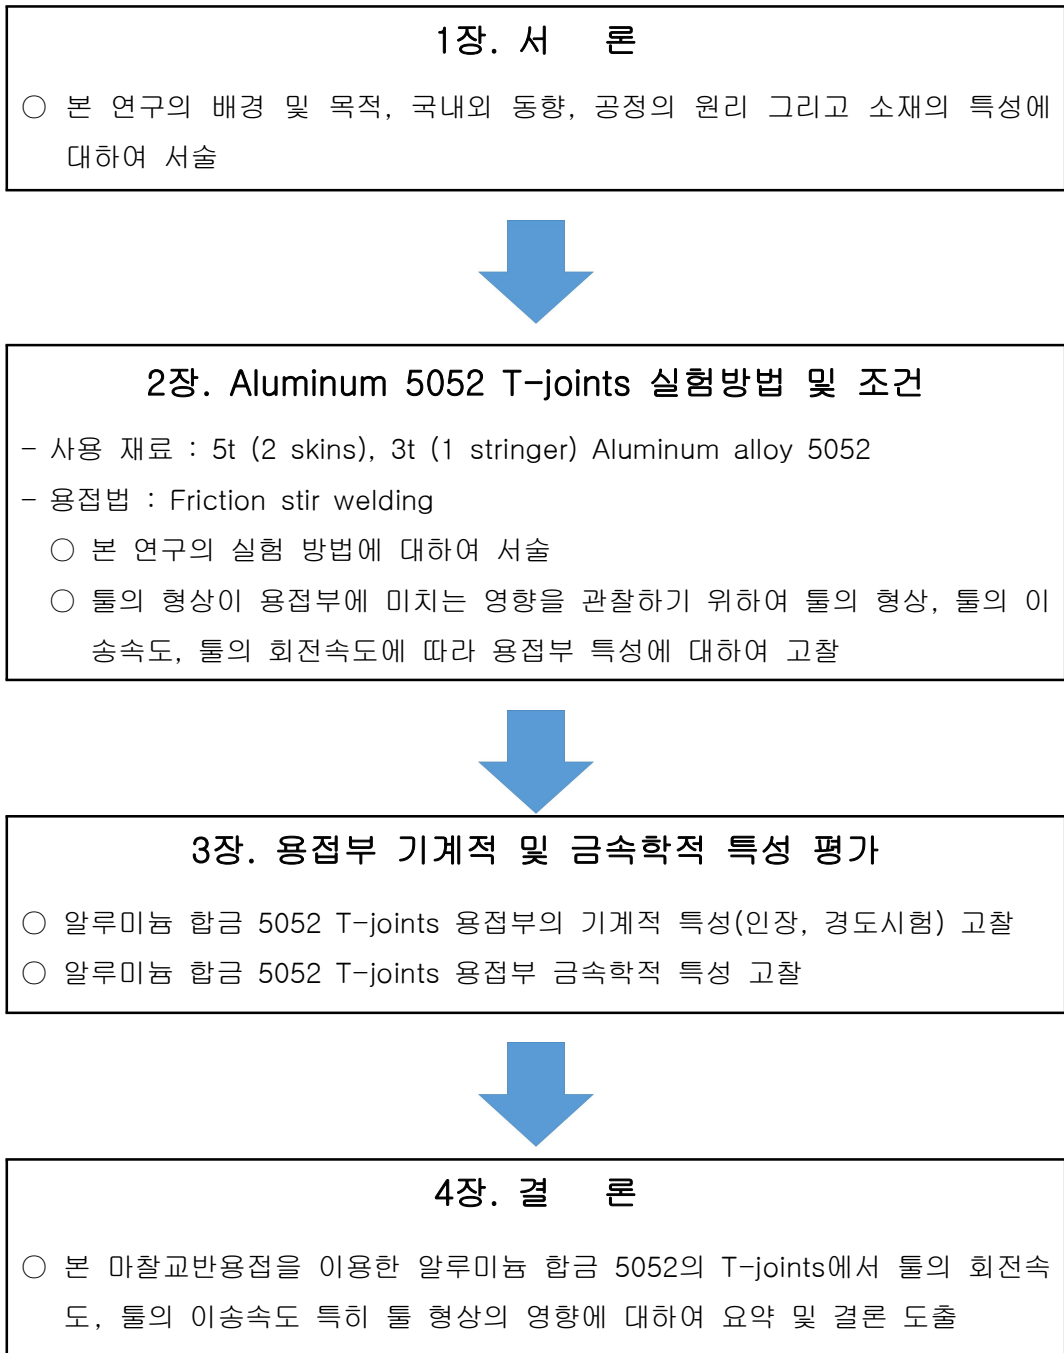 1장. 서 론
○ 본 연구의 배경 및 목적, 국내외 동향, 공정의 원리 그리고 소재의 특성에
대하여 서술
2장. Aluminum 5052 T-joints 실험방법 및 조건
- 사용 재료 : 5t (2 skins), 3t (1 stringer) Aluminum alloy 5052
- 용접법 : Friction stir welding
○ 본 연구의 실험 방법에 대하여 서술
○ 툴의 형상이 용접부에 미치는 영향을 관찰하기 위하여 툴의 형상, 툴의 이
송속도, 툴의 회전속도에 따라 용접부 특성에 대하여 고찰
3장. 용접부 기계적 및 금속학적 특성 평가
○ 알루미늄 합금 5052 T-joints 용접부의 기계적 특성(인장, 경도시험) 고찰
○ 알루미늄 합금 5052 T-joints 용접부 금속학적 특성 고찰
4장. 결 론
○ 본 마찰교반용접을 이용한 알루미늄 합금 5052의 T-joints에서 툴의 회전속
도, 툴의 이송속도 특히 툴 형상의 영향에 대하여 요약 및 결론 도출